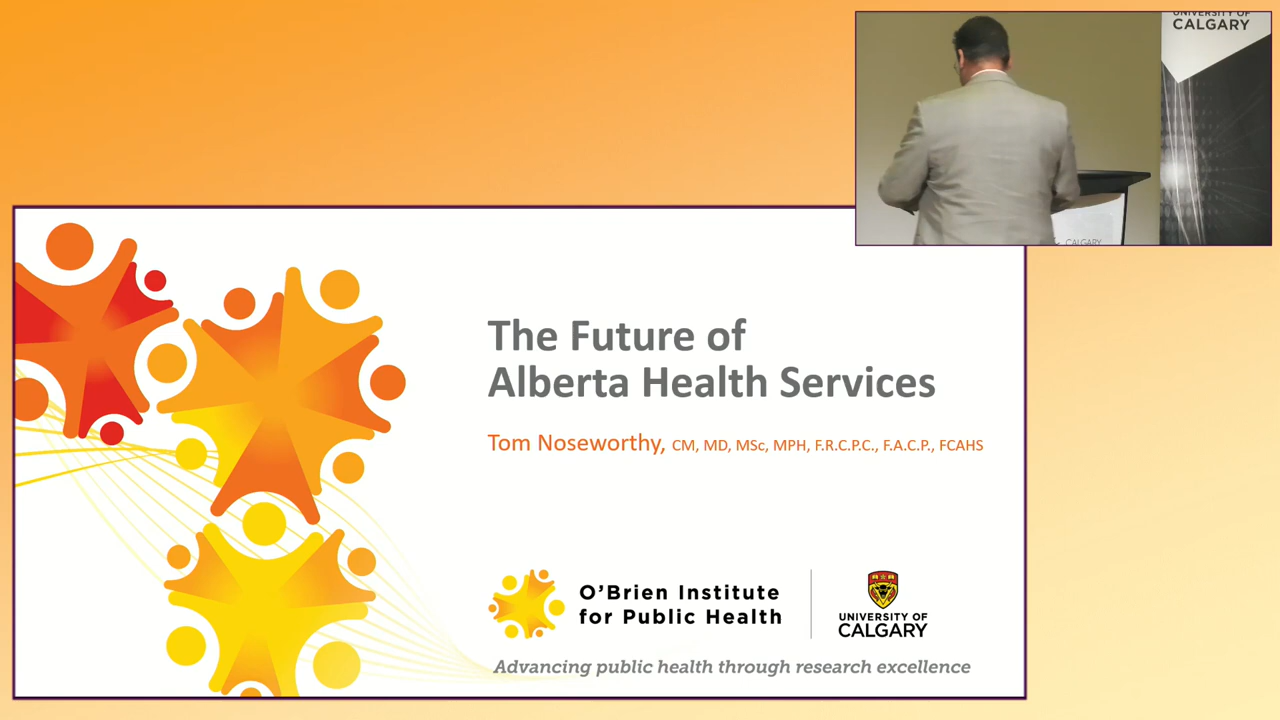 UNIVERSITY OF
CALGARY
CALGARY
The Future of
Alberta Health Services
Tom Noseworthy, CM, MD, MSc, MPH, F.R.C.P.C., F.A.C.P., FCAHS
O'Brien Institute
for Public Health
UNIVERSITY OF
CALGARY
Advancing public health through research excellence